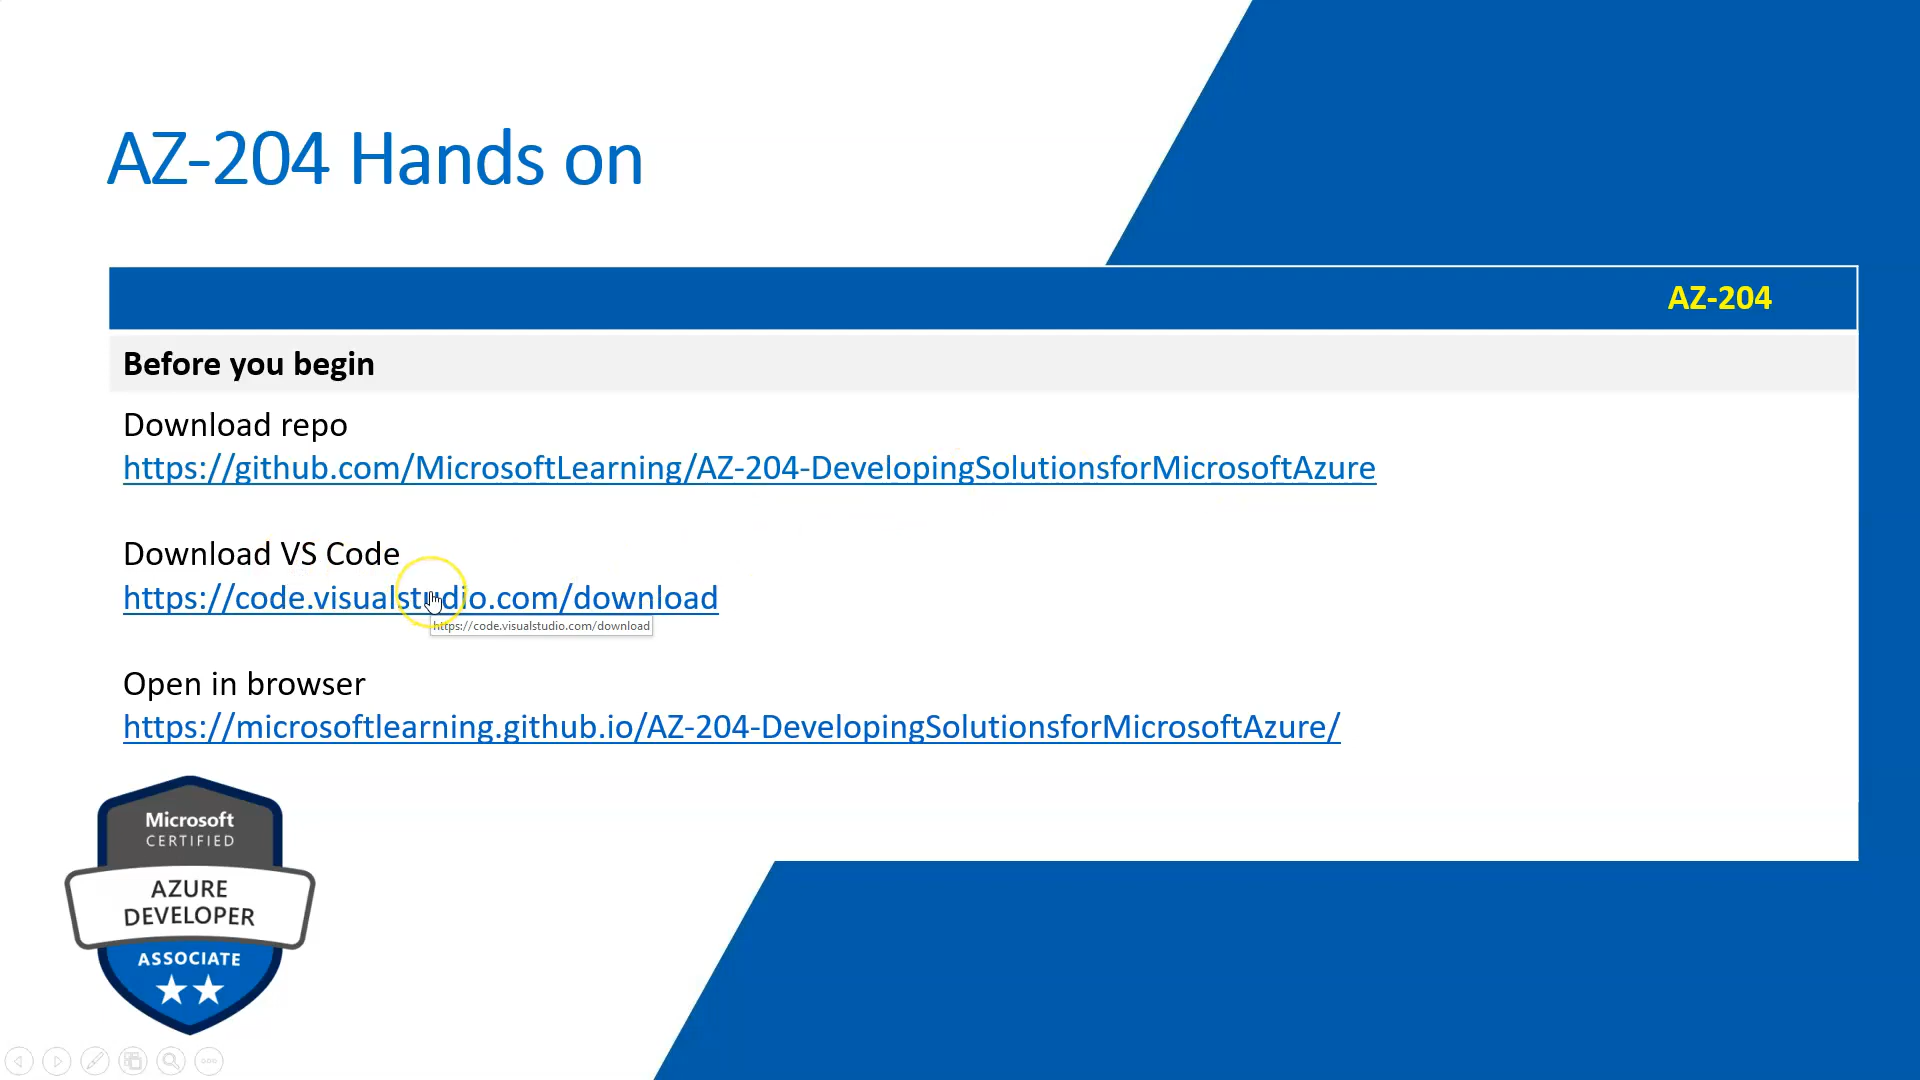 AZ-204 Hands on
AZ-204
Before you begin
Download repo
https://github.com/MicrosoftLearning/AZ-204-DevelopingSolutionsforMicrosoftAzure
Download VS Code
https://code.visualstudio.com/download
https://code.visualstudio.com/download
Open in browser
https://microsoftlearning.github.io/AZ-204-DevelopingSolutionsforMicrosoftAzure/
Microsoft
CERTIFIED
AZURE
DEVELOPER
ASSOCIATE